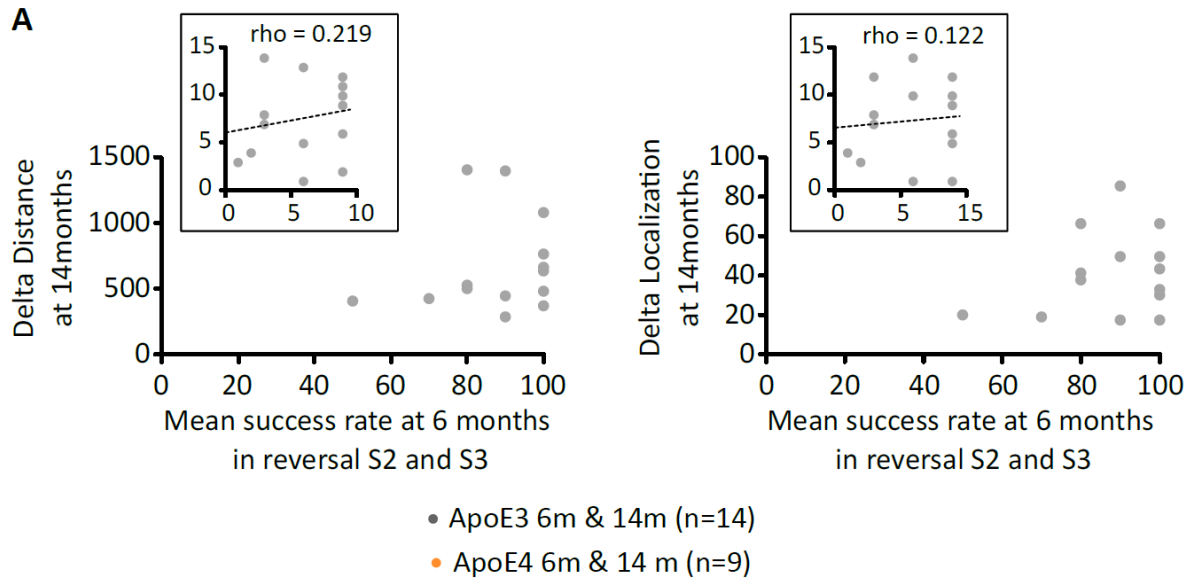 A
rho = 0.219
15
10
5
0
0 5 10
Delta Distance
at 14months
1500
1000
500
0
0 20 40 60 80 100
Mean success rate at 6 months
in reversal S2 and S3
rho = 0.122
15
10
5
0
0 5 15
Delta Localization
at 14months
100
80
60
40
20
0
0 20 40 60 80 100
Mean success rate at 6 months
in reversal S2 and S3
ApoE3 6m & 14m (n=14)
ApoE4 6m & 14 m (n=9)